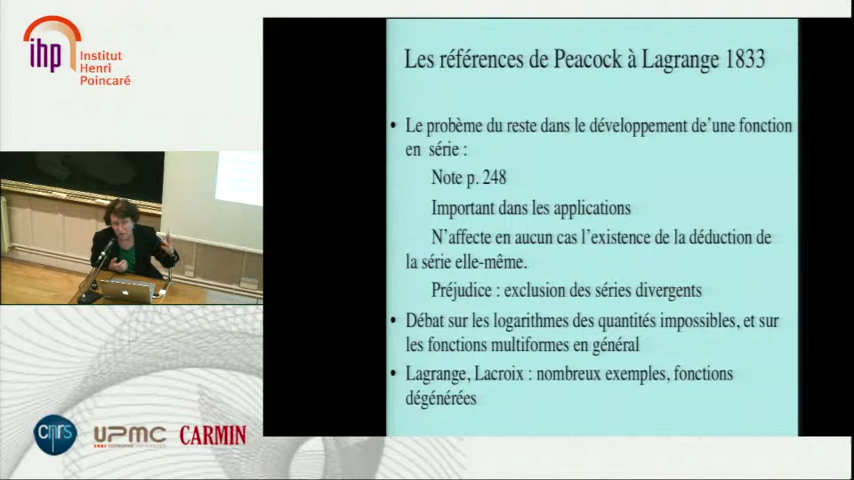 ihp
Institut
Henri
Poincaré
Les références de Peacock à Lagrange 1833
• Le probème du reste dans le développement de'une fonction
en série :
Note p. 248
Important dans les applications
N'affecte en aucun cas l'existence de la déduction de
la série elle-même.
Préjudice : exclusion des séries divergents
• Débat sur les logarithmes des quantités impossibles, et sur
les fonctions multiformes en général
• Lagrange, Lacroix : nombreux exemples, fonctions
dégénérées
cnrs
UPMC
CARMIN